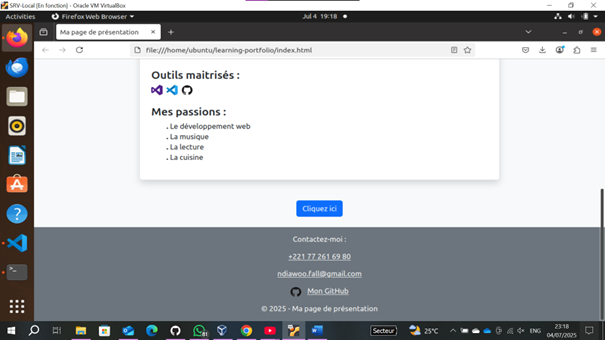 SRV-Local [En fonction] - Oracle VM VirtualBox
Activities
Firefox Web Browser
Jul 4 19:18
Ma page de présentation
file:///home/ubuntu/learning-portfolio/index.html
Outils maitrisés :
Mes passions :
. Le développement web
. La musique
. La lecture
. La cuisine
Cliquez ici
Contactez-moi :
+221 77 261 69 80
ndiawoo.fall@gmail.com
Mon GitHub
© 2025 - Ma page de présentation
81
Secteur
25°C
ENG
23:18
04/07/2025